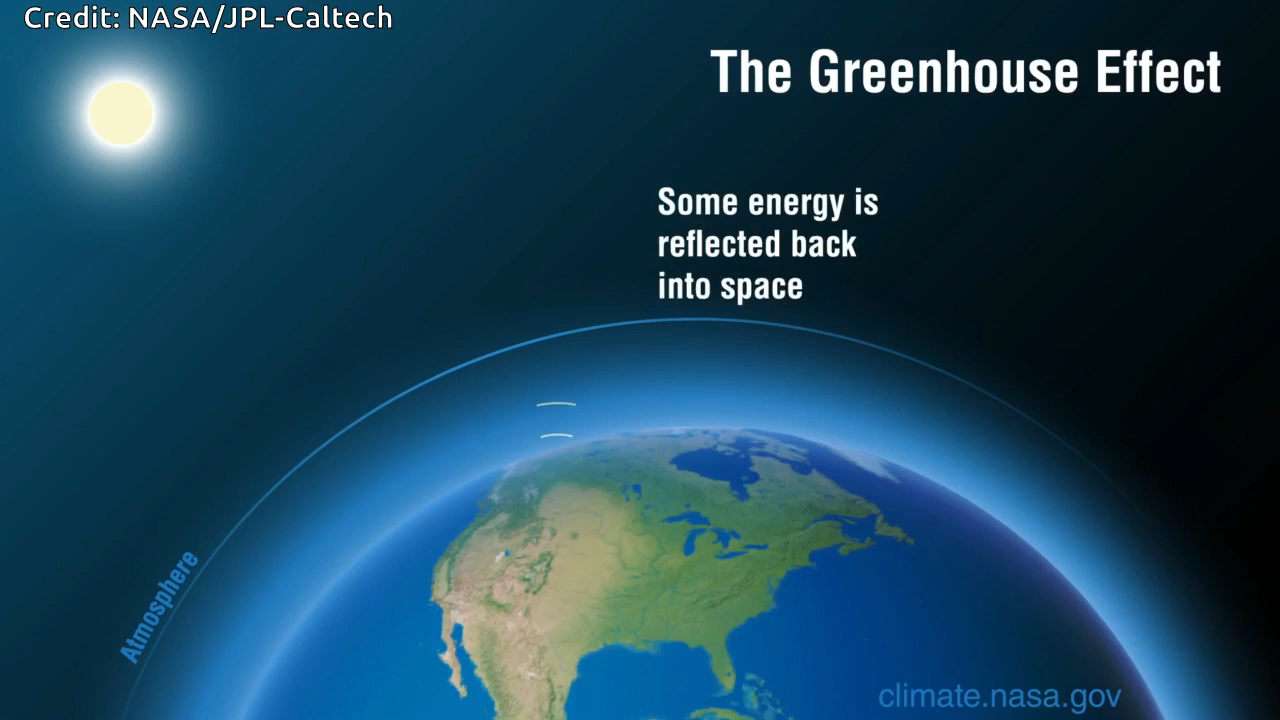 Credit: NASA/JPL-Caltech
The Greenhouse Effect
Some energy is
reflected back
into space
Atmosphere
climate.nasa.gov